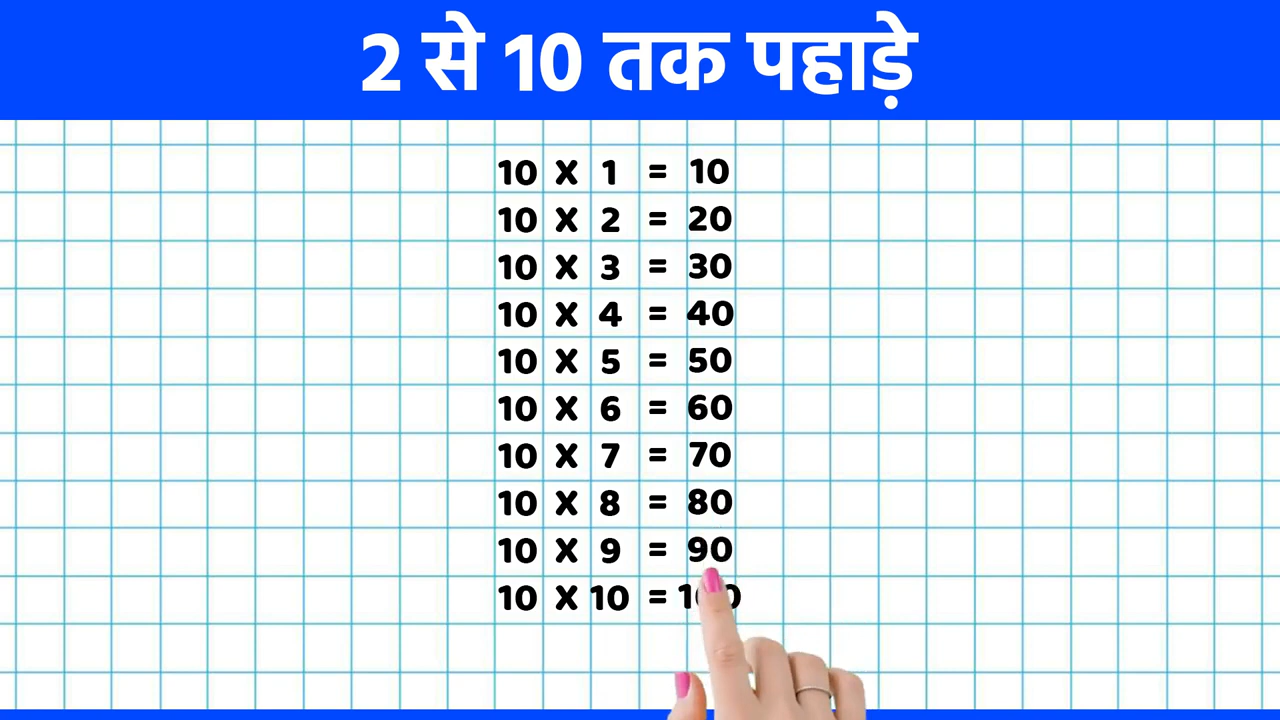 2 से 10 तक पहाड़े
10 X 1 = 10
10 X 2 = 20
10 X 3 = 30
10 X 4 = 40
10 X 5 = 50
10 X 6 = 60
10 X 7 = 70
10 X 8 = 80
10 X 9 = 90
10 X 10 = 100